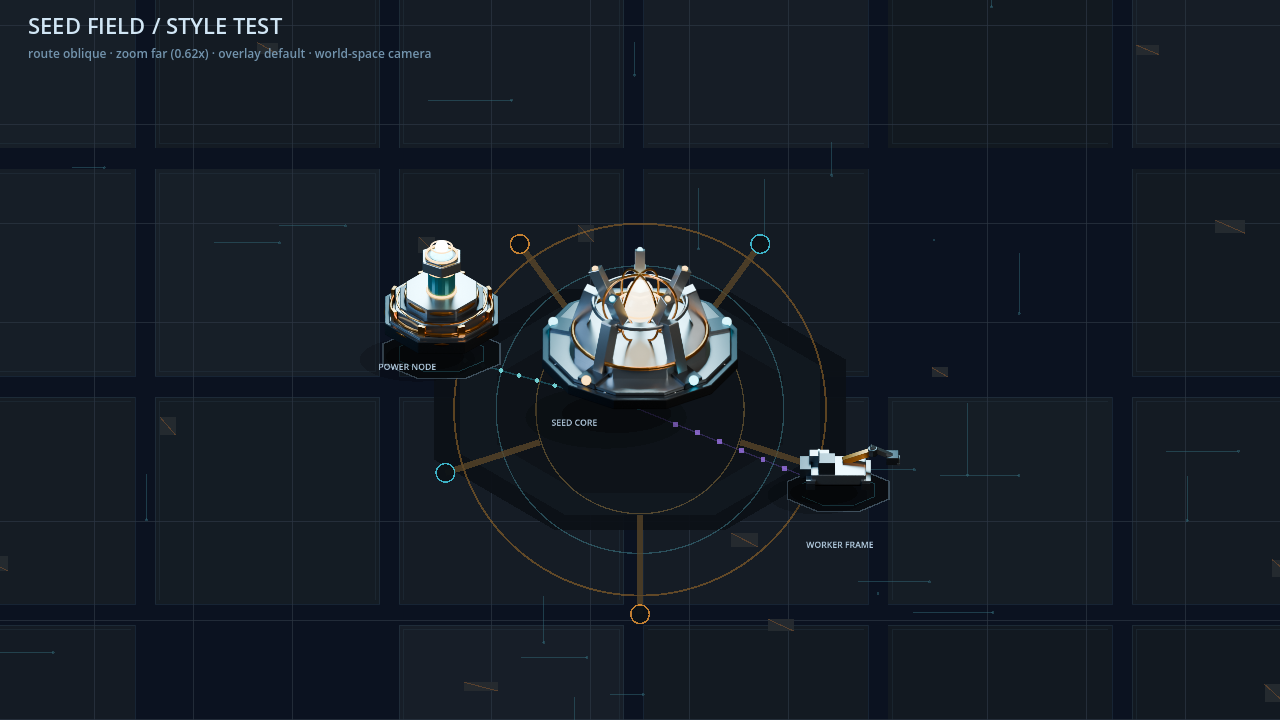 SEED FIELD / STYLE TEST
route oblique · zoom far (0.62x) · overlay default · world-space camera
POWER NODE
SEED CORE
WORKER FRAME